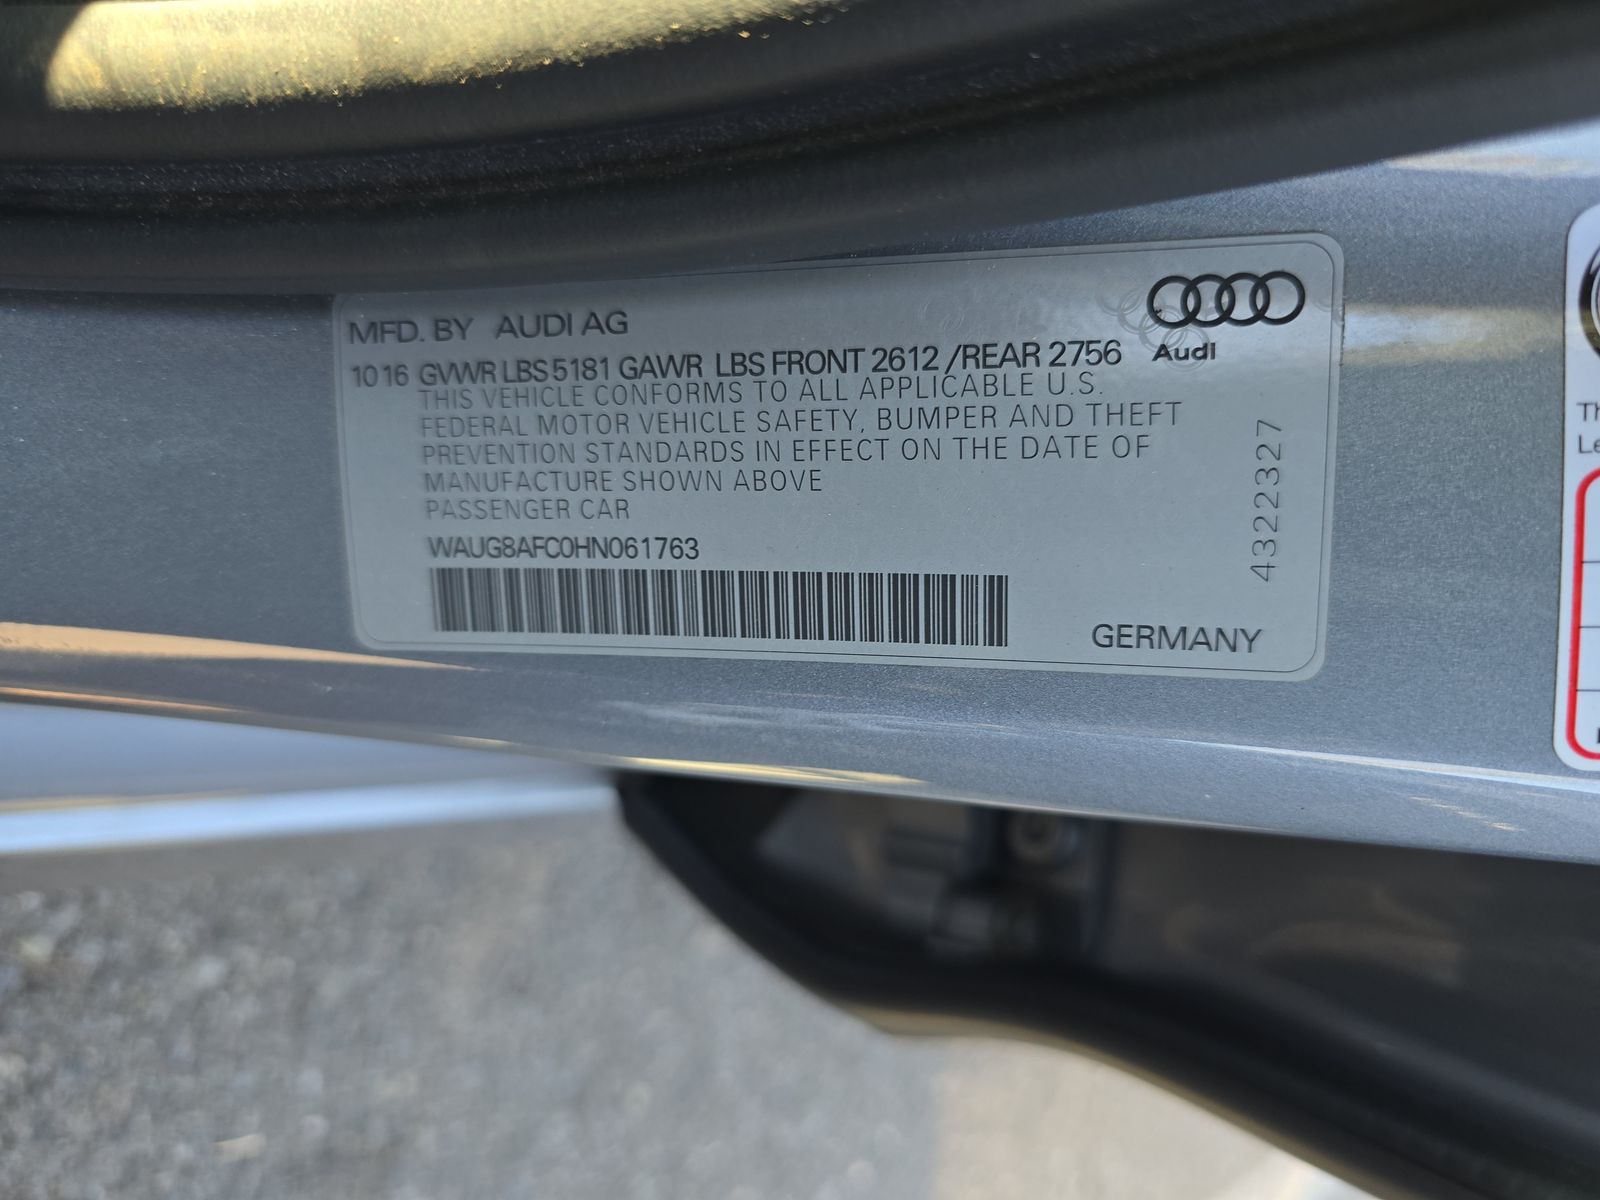 MFD. BY AUDI AG
Audi
10 16 GVWR LBS 5181 GAWR LBS FRONT 2612 /REAR 2756
THIS VEHICLE CONFORMS TO ALL APPLICABLE U.S.
FEDERAL MOTOR VEHICLE SAFETY, BUMPER AND THEFT
PREVENTION STANDARDS IN EFFECT ON THE DATE OF
MANUFACTURE SHOWN ABOVE
PASSENGER CAR
WAUG8AFC0HN061763
4322327
GERMANY